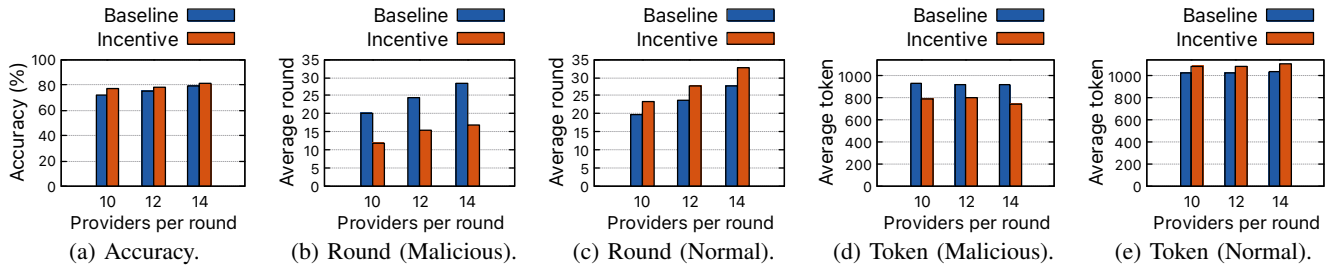 Baseline
Incentive
Accuracy (%)
100
80
60
40
20
0
10 12 14
Providers per round
(a) Accuracy.
Baseline
Incentive
Average round
35
30
25
20
15
10
5
0
10 12 14
Providers per round
(b) Round (Malicious).
Baseline
Incentive
Average round
35
30
25
20
15
10
5
0
10 12 14
Providers per round
(c) Round (Normal).
Baseline
Incentive
Average token
1000
800
600
400
200
0
10 12 14
Providers per round
(d) Token (Malicious).
Baseline
Incentive
Average token
1000
800
600
400
200
0
10 12 14
Providers per round
(e) Token (Normal).